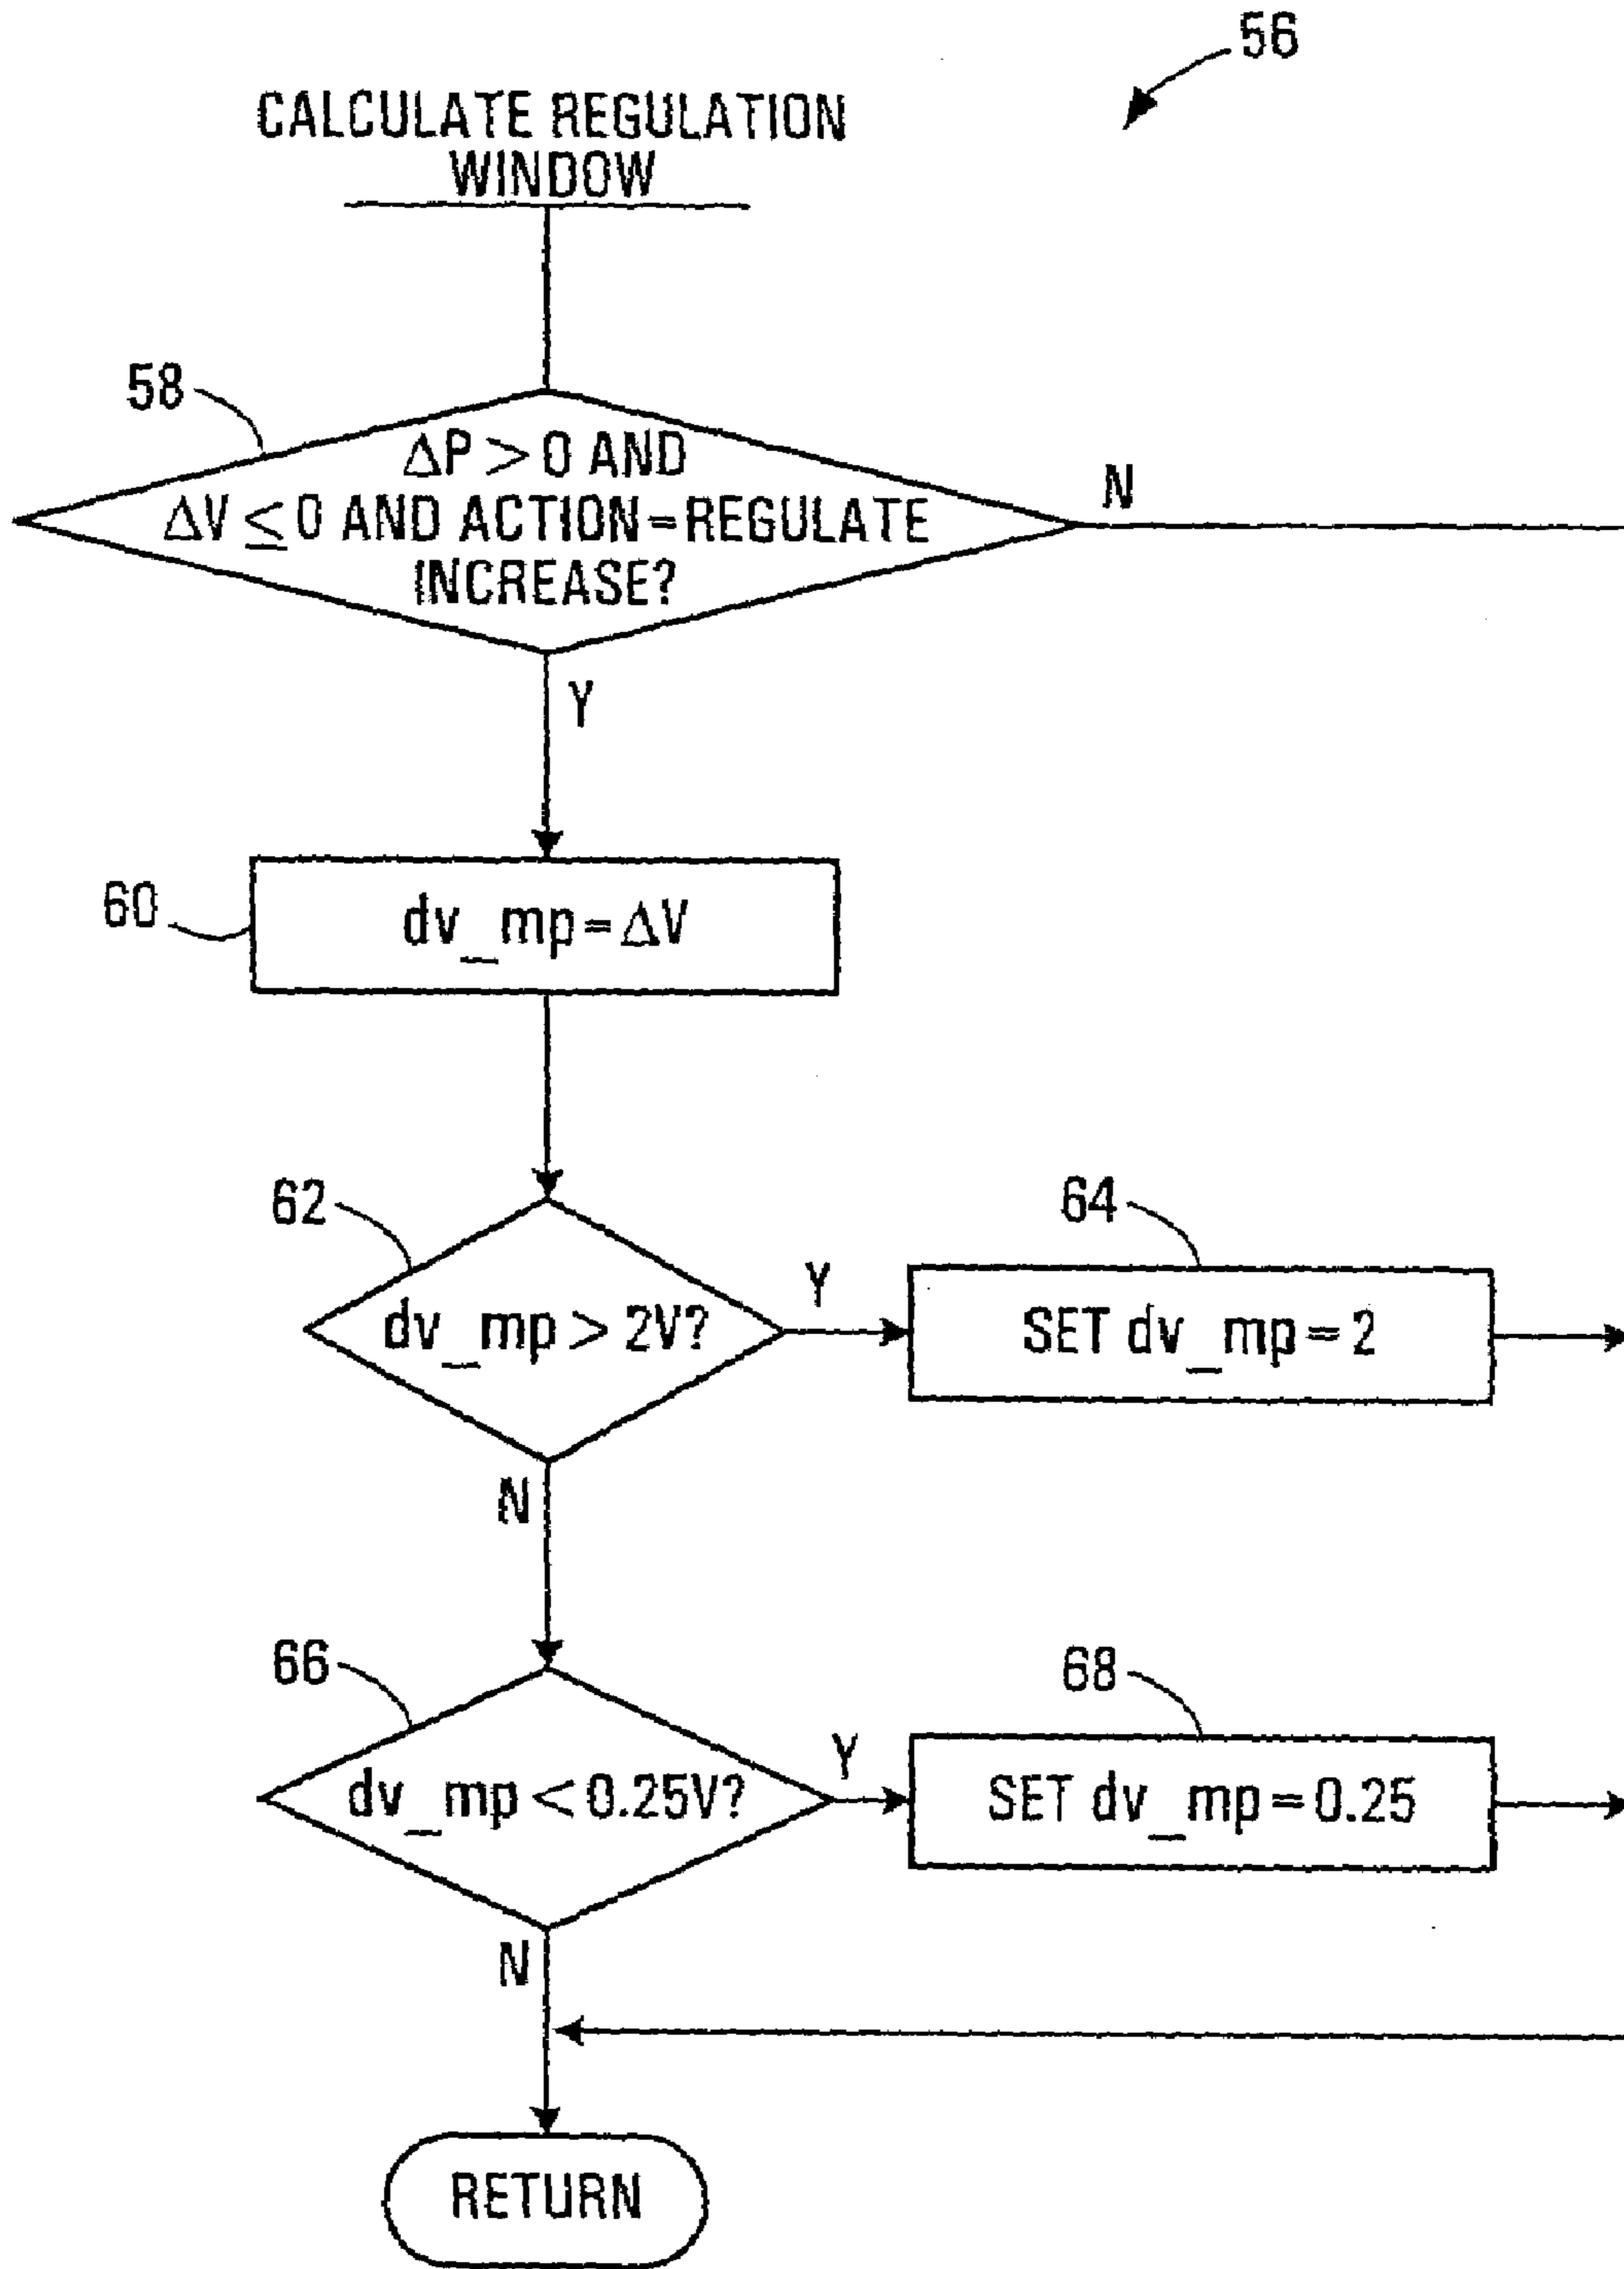 56
CALCULATE REGULATION
WINDOW
58
ΔP > 0 AND
ΔV ≤ 0 AND ACTION = REGULATE
INCREASE?
N
Y
60
dv_mp = ΔV
62
dv_mp > 2V?
Y
64
SET dv_mp = 2
N
66
dv_mp < 0.25V?
Y
68
SET dv_mp = 0.25
N
RETURN